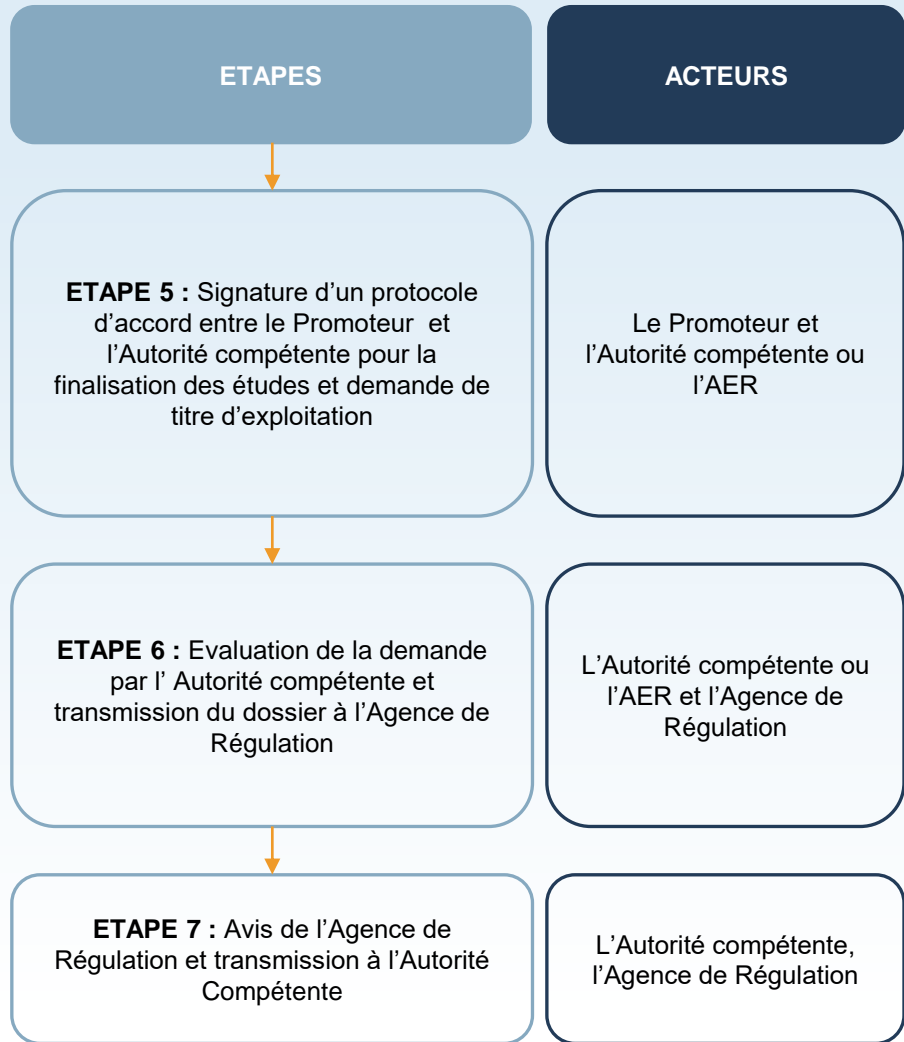 ETAPES
ACTEURS
ETAPE 5 : Signature d’un protocole
d’accord entre le Promoteur et
l’Autorité compétente pour la
finalisation des études et demande de
titre d’exploitation
Le Promoteur et
l’Autorité compétente ou
l’AER
ETAPE 6 : Evaluation de la demande
par l’ Autorité compétente et
transmission du dossier à l’Agence de
Régulation
L’Autorité compétente ou
l’AER et l’Agence de
Régulation
ETAPE 7 : Avis de l’Agence de
Régulation et transmission à l’Autorité
Compétente
L’Autorité compétente,
l’Agence de Régulation